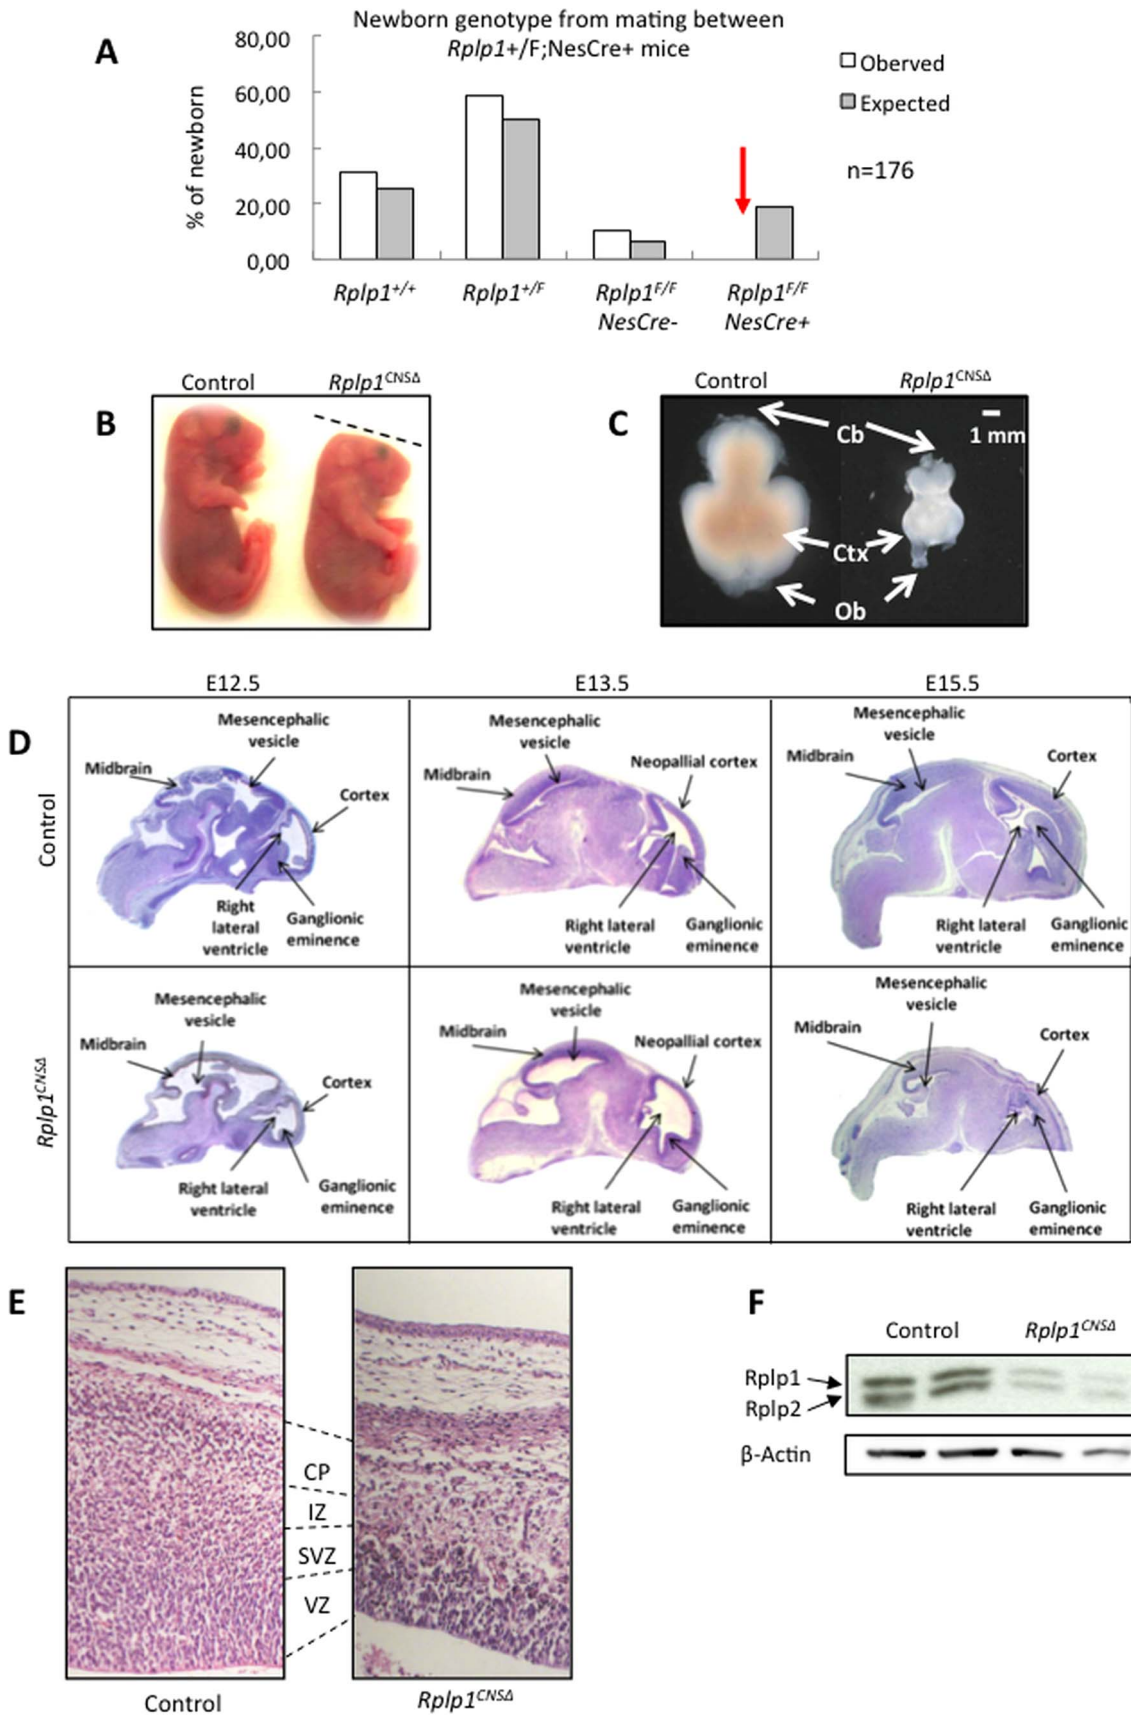 A
Newborn genotype from mating between
Rplp1+/F;NesCre+ mice
% of newborn
80,00
60,00
40,00
20,00
0,00
Oberved
Expected
n=176
Rplp1+/+
Rplp1+/F
Rplp1F/F
NesCre-
Rplp1F/F
NesCre+
B
Control
Rplp1CNSΔ
C
Control
Rplp1CNSΔ
Cb
1 mm
Ctx
Ob
D
E12.5
E13.5
E15.5
Control
Mesencephalic
vesicle
Midbrain
Cortex
Right
lateral
ventricle
Ganglionic
eminence
Mesencephalic
vesicle
Midbrain
Neopallial cortex
Right lateral
ventricle
Ganglionic
eminence
Mesencephalic
vesicle
Midbrain
Cortex
Right lateral
ventricle
Ganglionic
eminence
Rplp1CNSΔ
Mesencephalic
vesicle
Midbrain
Cortex
Right lateral
ventricle
Ganglionic
eminence
Mesencephalic
vesicle
Midbrain
Neopallial cortex
Right lateral
ventricle
Ganglionic
eminence
Mesencephalic
vesicle
Midbrain
Cortex
Right lateral
ventricle
Ganglionic
eminence
E
CP
IZ
SVZ
VZ
Control
Rplp1CNSΔ
F
Control
Rplp1CNSΔ
Rplp1
Rplp2
β-Actin